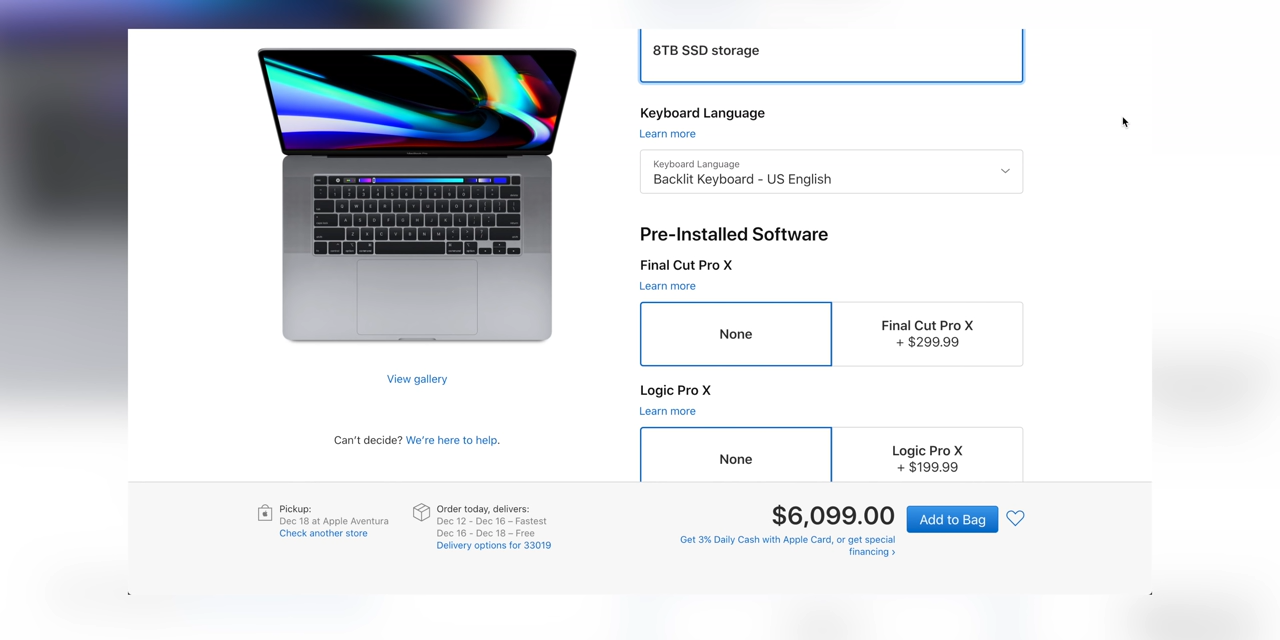 8TB SSD storage
Keyboard Language
Learn more
Keyboard Language
Backlit Keyboard - US English
Pre-Installed Software
Final Cut Pro X
Learn more
None
Final Cut Pro X
+ $299.99
Logic Pro X
Learn more
None
Logic Pro X
+ $199.99
View gallery
Can’t decide? We’re here to help.
Pickup:
Dec 18 at Apple Aventura
Check another store
Order today, delivers:
Dec 12 - Dec 16 – Fastest
Dec 16 - Dec 18 – Free
Delivery options for 33019
$6,099.00
Add to Bag
Get 3% Daily Cash with Apple Card, or get special
financing ›